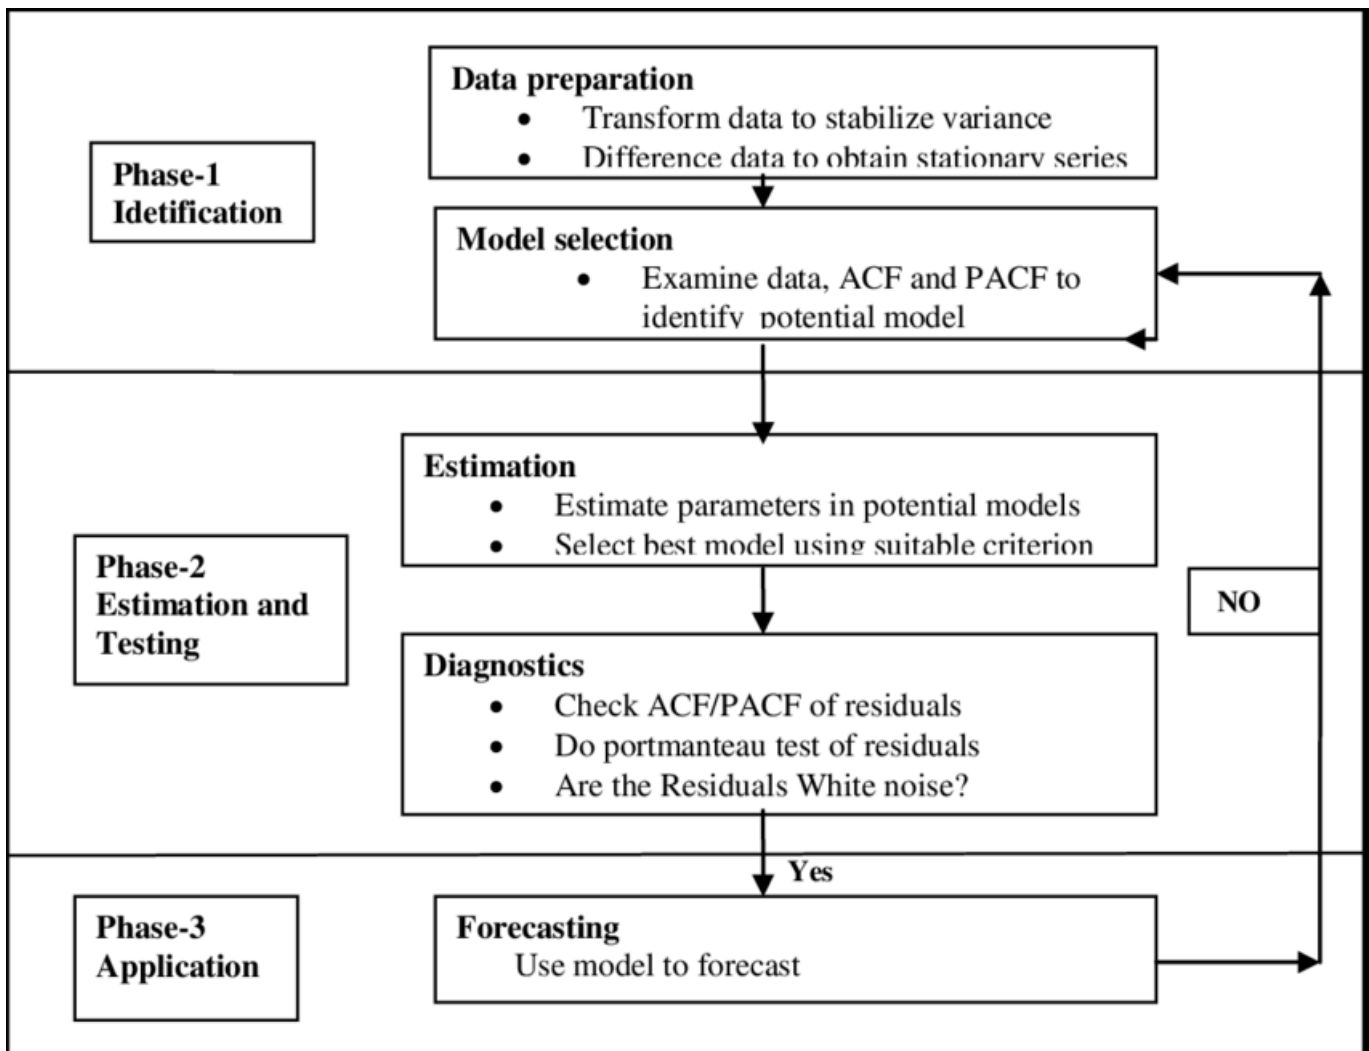 Data preparation
• Transform data to stabilize variance
• Difference data to obtain stationary series
Phase-1
Idetification
Model selection
• Examine data, ACF and PACF to
identify potential model
Estimation
• Estimate parameters in potential models
• Select best model using suitable criterion
Phase-2
Estimation and
Testing
NO
Diagnostics
• Check ACF/PACF of residuals
• Do portmanteau test of residuals
• Are the Residuals White noise?
Yes
Phase-3
Application
Forecasting
Use model to forecast